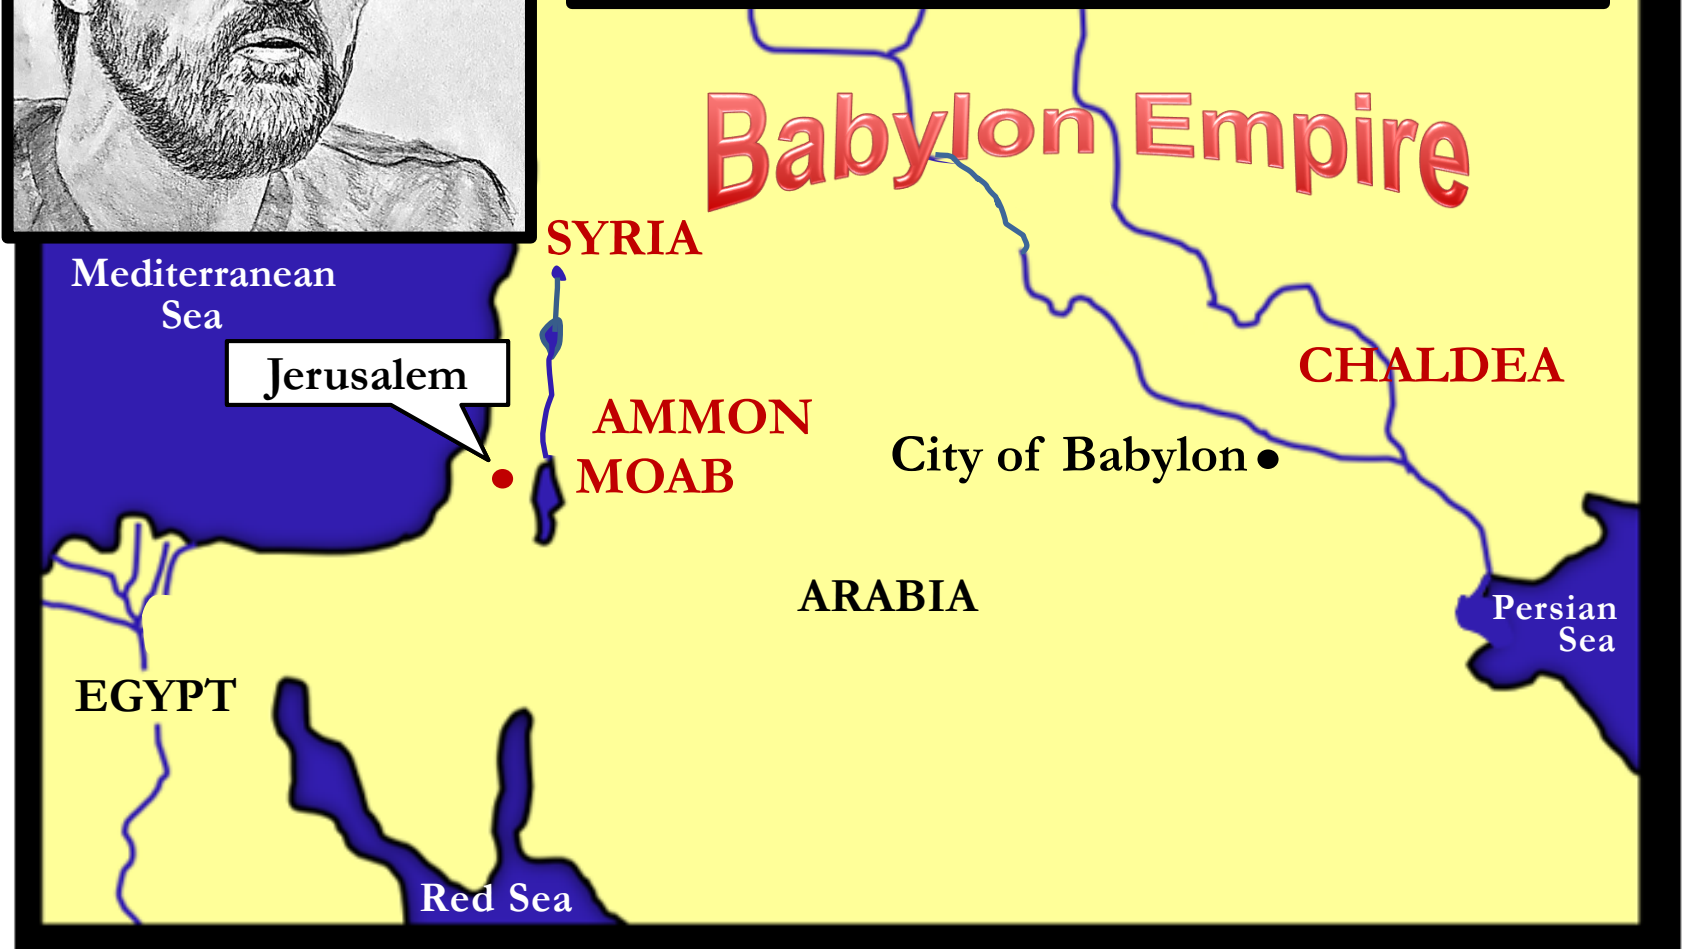 Babylon Empire
SYRIA
Mediterranean
Sea
Jerusalem
CHALDEA
AMMON
City of Babylon
MOAB
ARABIA
Persian
Sea
EGYPT
Red Sea